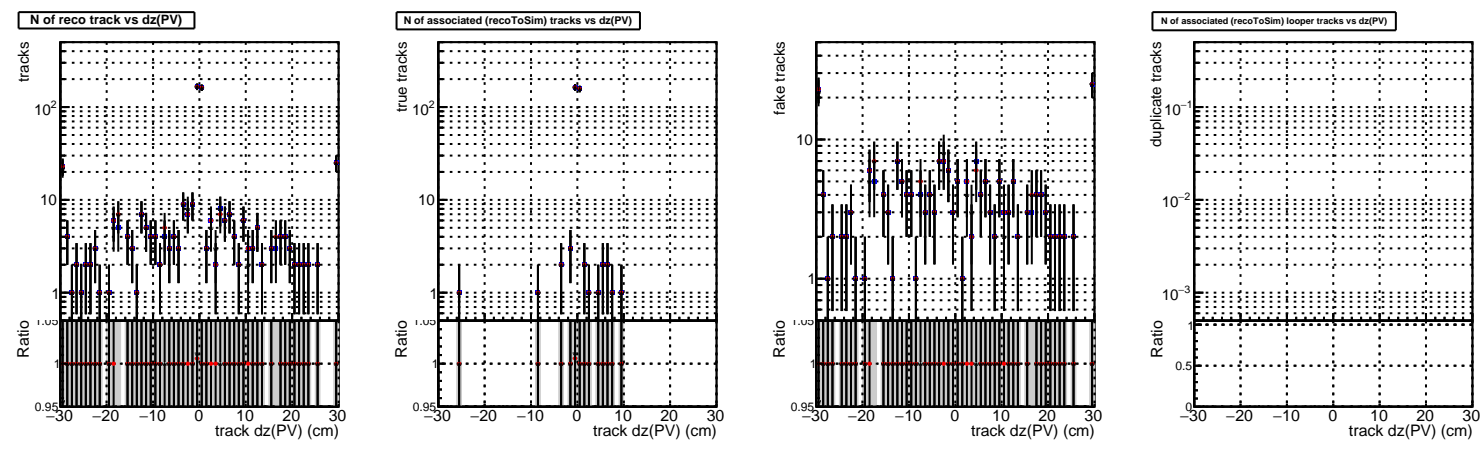 N of reco track vs dz(PV)
tracks
10²
10
1
Ratio
1.05
1
0.95
−30 −20 −10 0 10 20 30
track dz(PV) (cm)
N of associated (recoToSim) tracks vs dz(PV)
true tracks
10²
10
1
Ratio
1.05
1
0.95
−30 −20 −10 0 10 20 30
track dz(PV) (cm)
fake tracks
10
1
Ratio
1.05
1
0.95
−30 −20 −10 0 10 20 30
track dz(PV) (cm)
N of associated (recoToSim) looper tracks vs dz(PV)
duplicate tracks
10⁻¹
10⁻²
10⁻³
Ratio
1
0.5
0
−30 −20 −10 0 10 20 30
track dz(PV) (cm)